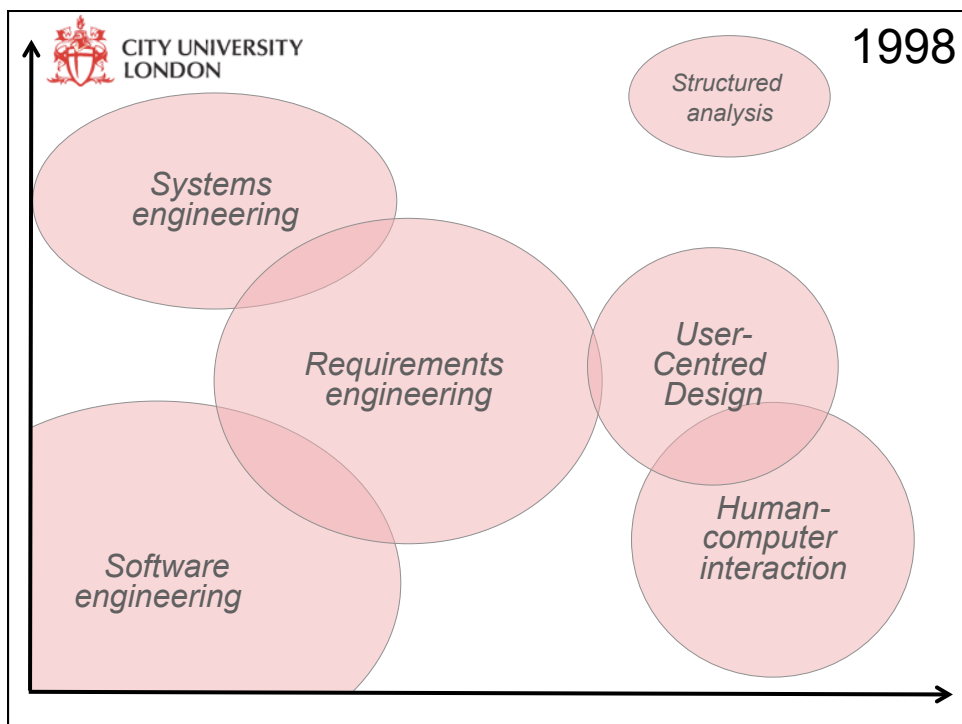 CITY UNIVERSITY
LONDON
1998
Structured
analysis
Systems
engineering
Requirements
engineering
User-
Centred
Design
Software
engineering
Human-
computer
interaction